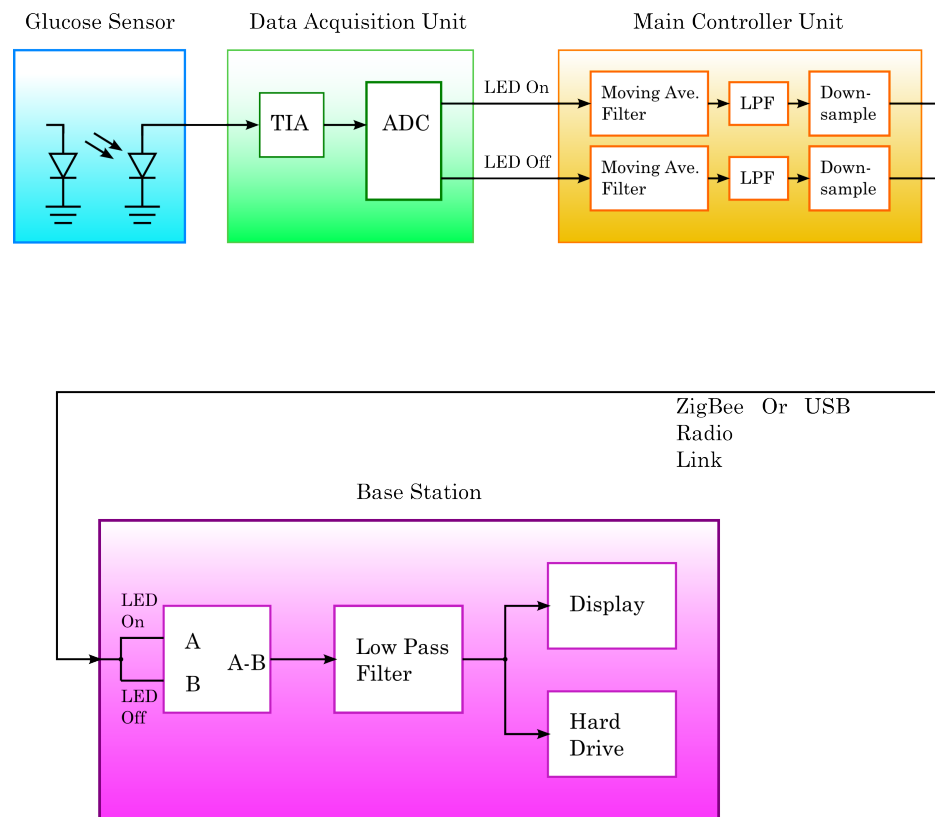 Glucose Sensor
Data Acquisition Unit
Main Controller Unit
TIA
ADC
LED On
LED Off
Moving Ave.
Filter
LPF
Down-
sample
Moving Ave.
Filter
LPF
Down-
sample
ZigBee Or USB
Radio
Link
Base Station
LED
On
LED
Off
A
B
A-B
Low Pass
Filter
Display
Hard
Drive